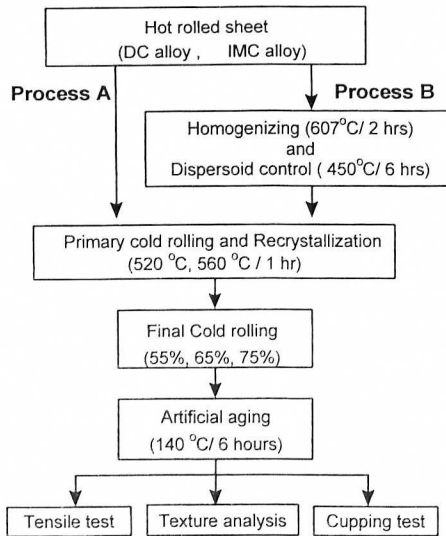 Hot rolled sheet
(DC alloy , IMC alloy)
Process A
Process B
Homogenizing (607°C/ 2 hrs)
and
Dispersoid control ( 450°C/ 6 hrs)
Primary cold rolling and Recrystallization
(520 °C, 560 °C / 1 hr)
Final Cold rolling
(55%, 65%, 75%)
Artificial aging
(140 °C/ 6 hours)
Tensile test
Texture analysis
Cupping test